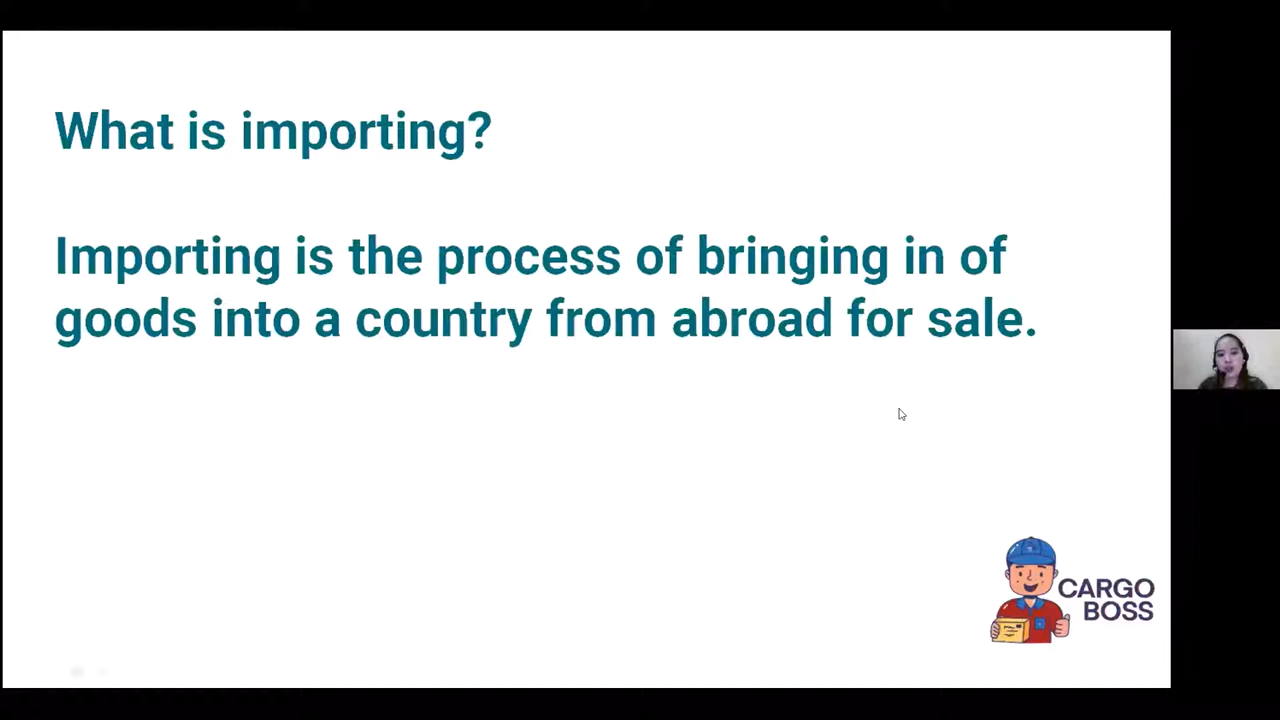 What is importing?
Importing is the process of bringing in of
goods into a country from abroad for sale.
CARGO
BOSS